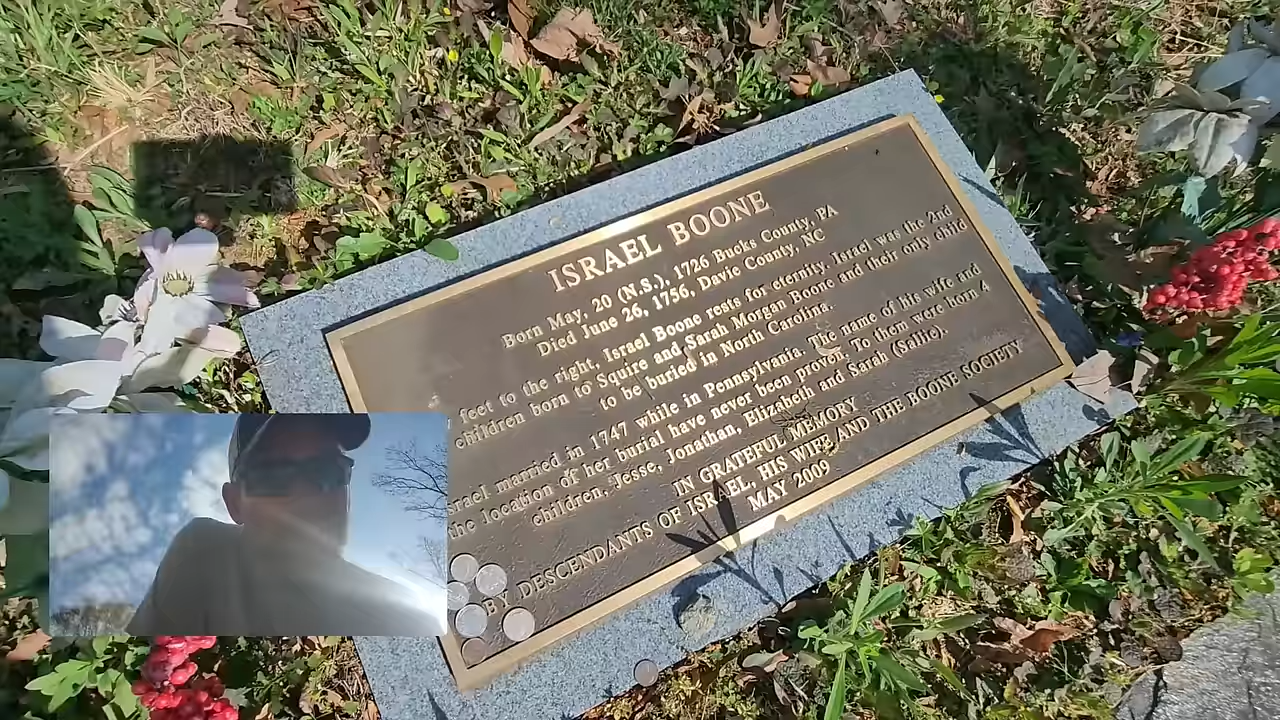 ISRAEL BOONE
Born May, 20 (N.S.), 1726 Bucks County, PA
Died June 26, 1756, Davie County, NC
feet to the right, Israel Boone rests for eternity. Israel was the 2nd
children born to Squire and Sarah Morgan Boone and their only child
to be buried in North Carolina.
srael married in 1747 while in Pennsylvania. The name of his wife and
the location of her burial have never been proven. To them were born 4
children, Jesse, Jonathan, Elizabeth and Sarah (Sallie).
IN GRATEFUL MEMORY
BY DESCENDANTS OF ISRAEL, HIS WIFE AND THE BOONE SOCIETY
MAY 2009